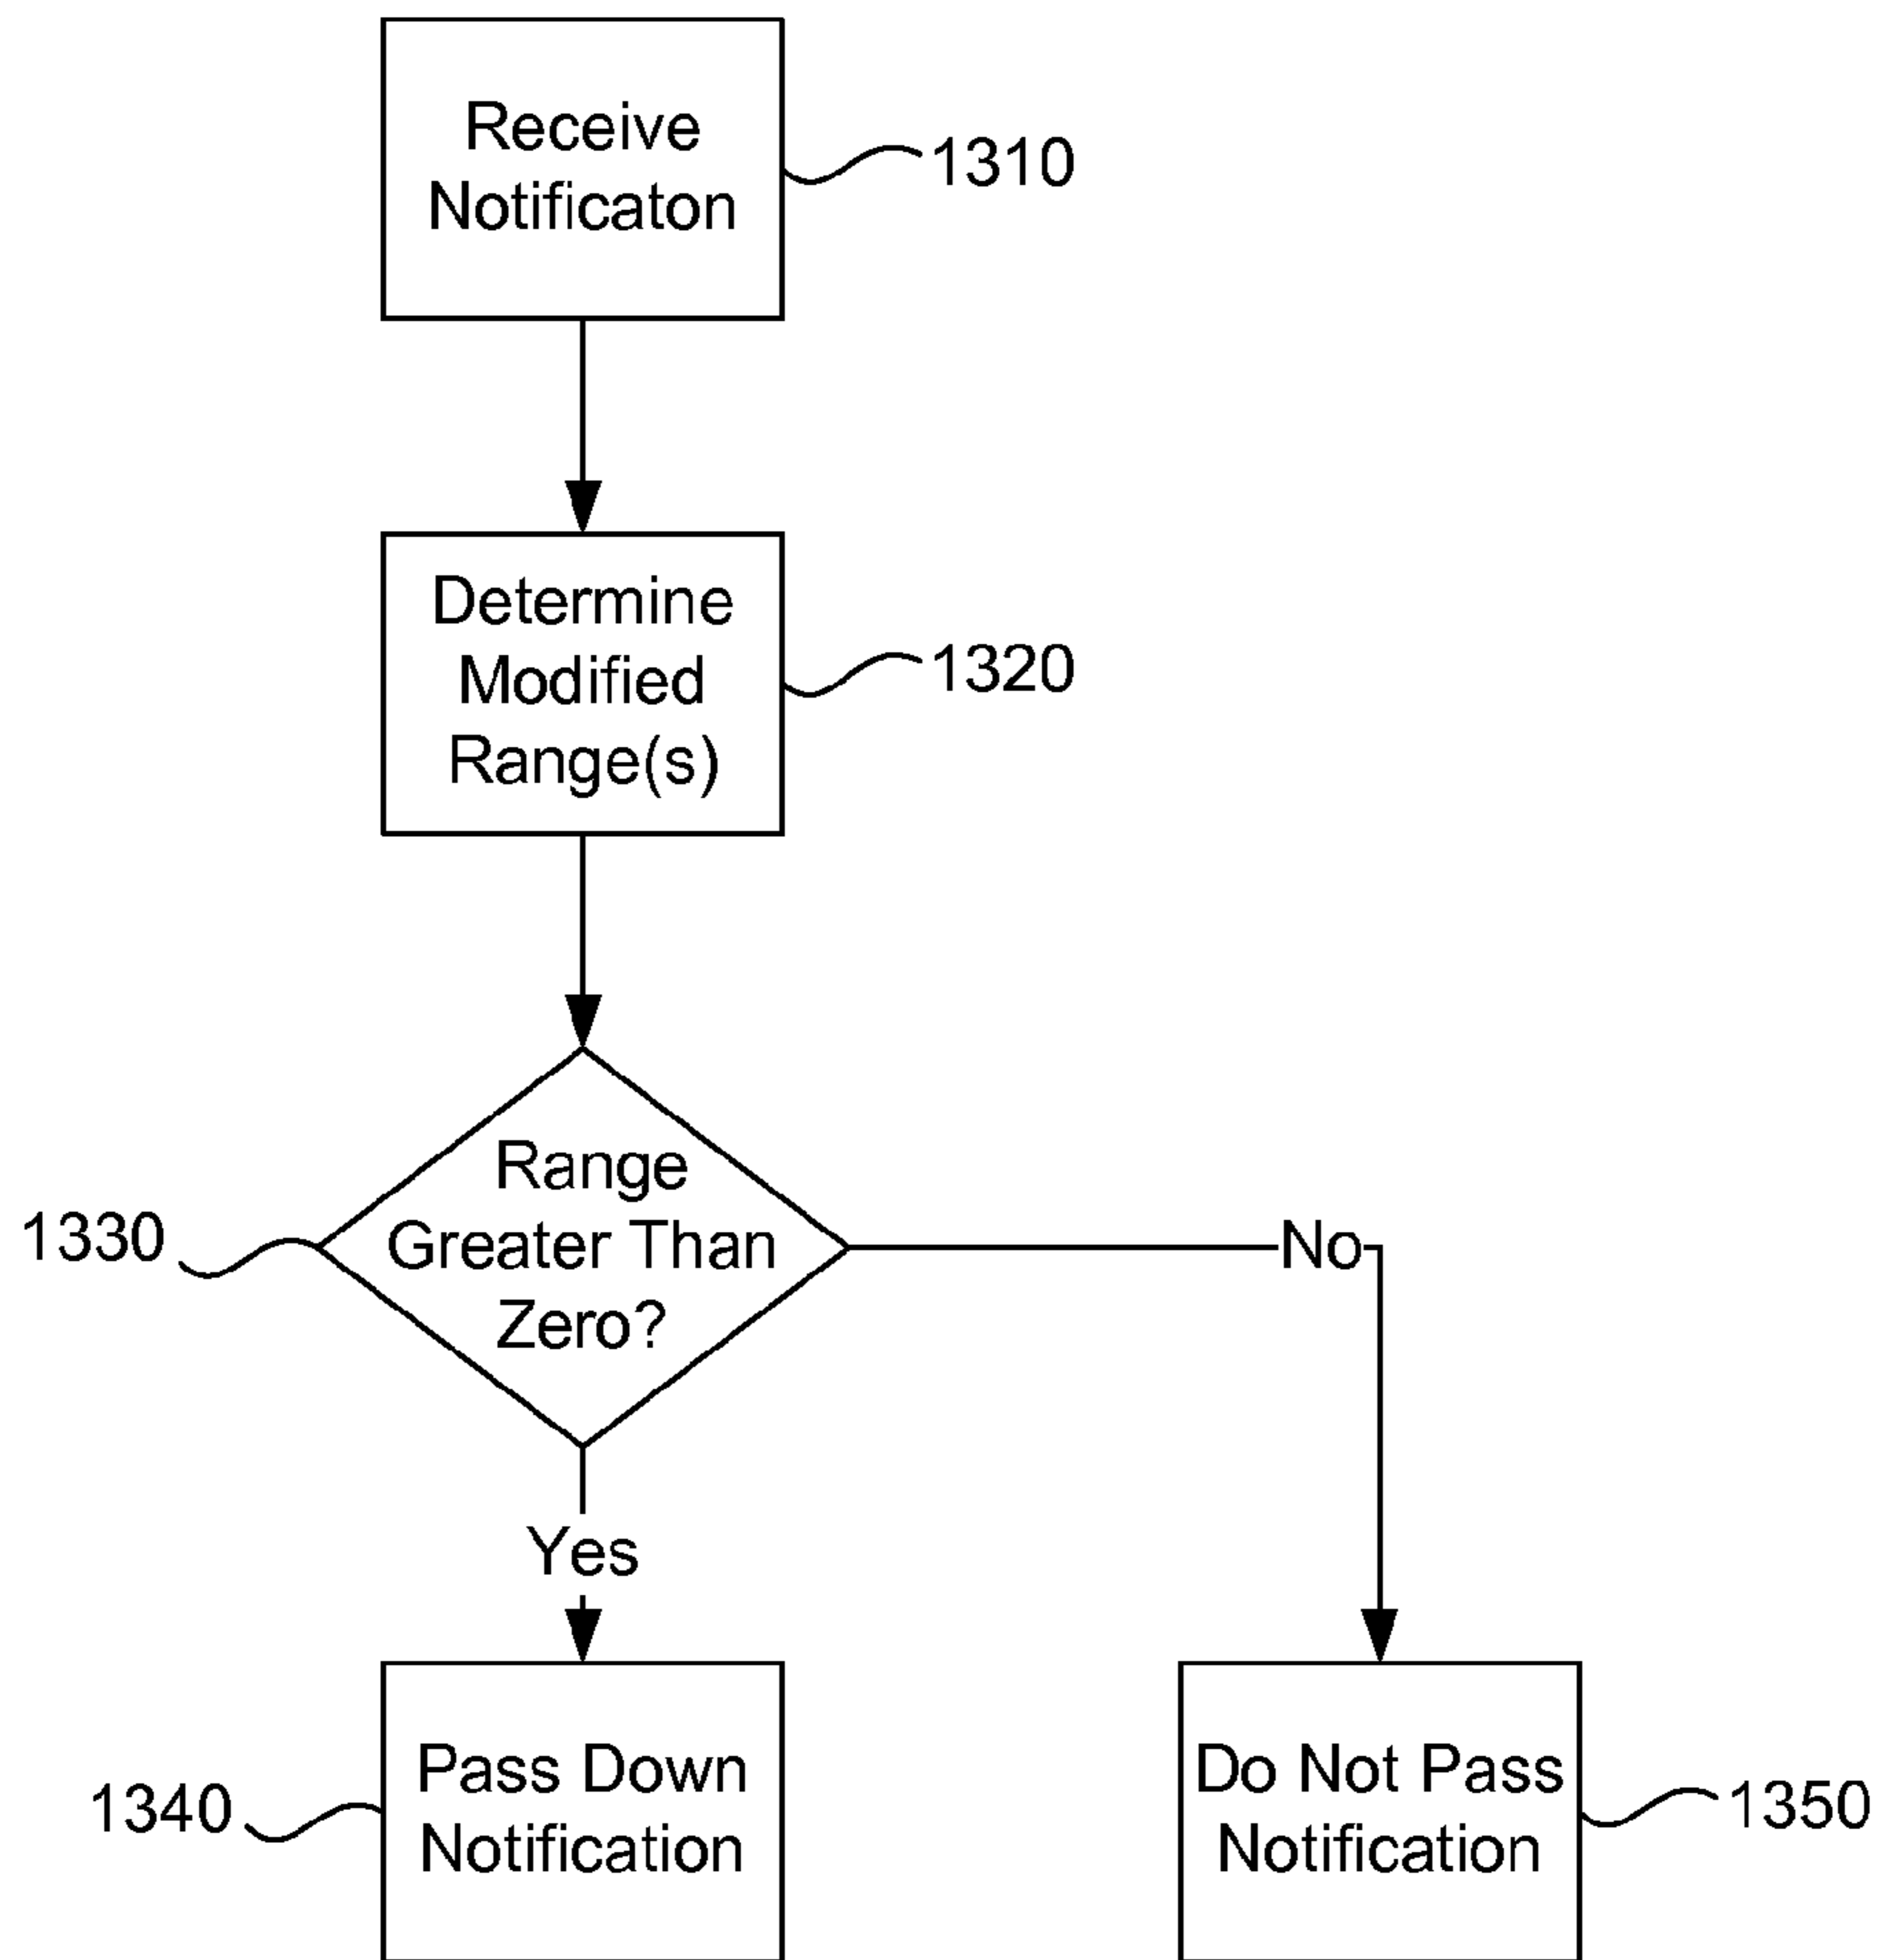 Receive
Notificaton
1310
Determine
Modified
Range(s)
1320
Range
Greater Than
Zero?
1330
No
Yes
Pass Down
Notification
1340
Do Not Pass
Notification
1350